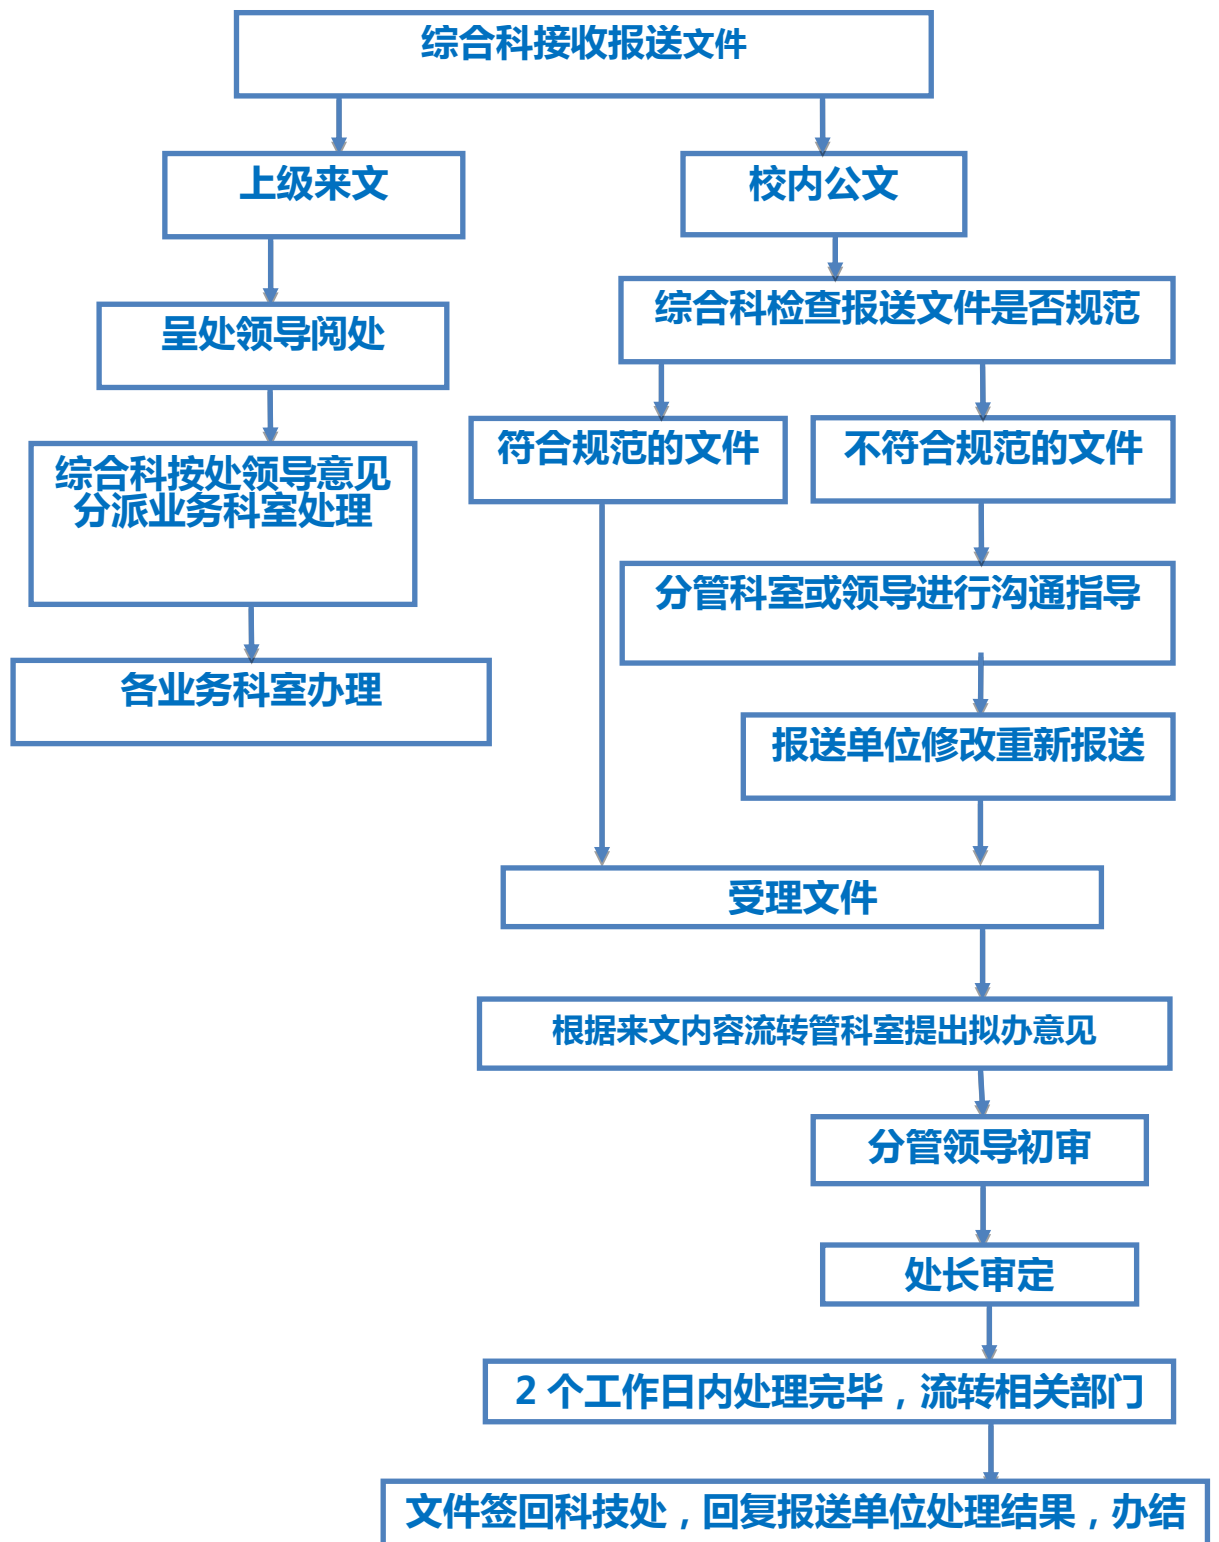 综合科接收报送文件
上级来文
校内公文
呈处领导阅处
综合科检查报送文件是否规范
符合规范的文件
不符合规范的文件
综合科按处领导意见
分派业务科室处理
分管科室或领导进行沟通指导
各业务科室办理
报送单位修改重新报送
受理文件
根据来文内容流转管科室提出拟办意见
分管领导初审
处长审定
2 个工作日内处理完毕，流转相关部门
文件签回科技处，回复报送单位处理结果，办结